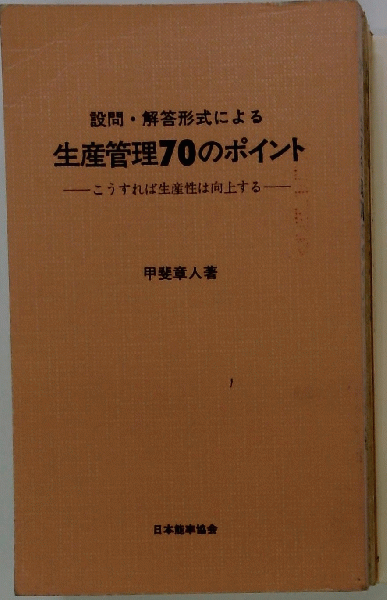 設問・解答形式による
生産管理70のポイント
──こうすれば生産性は向上する──
甲斐章人著
日本能率協会